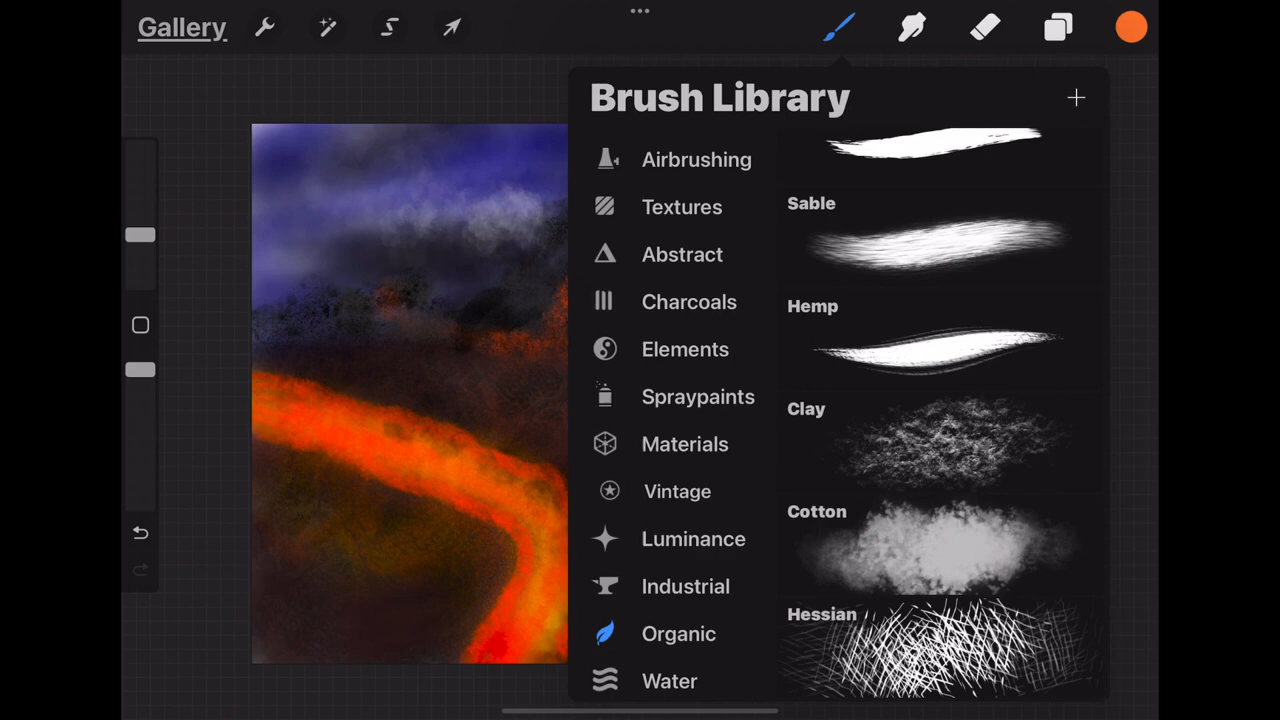 Gallery
Brush Library
Airbrushing
Textures
Abstract
Charcoals
Elements
Spraypaints
Materials
Vintage
Luminance
Industrial
Organic
Water
Sable
Hemp
Clay
Cotton
Hessian